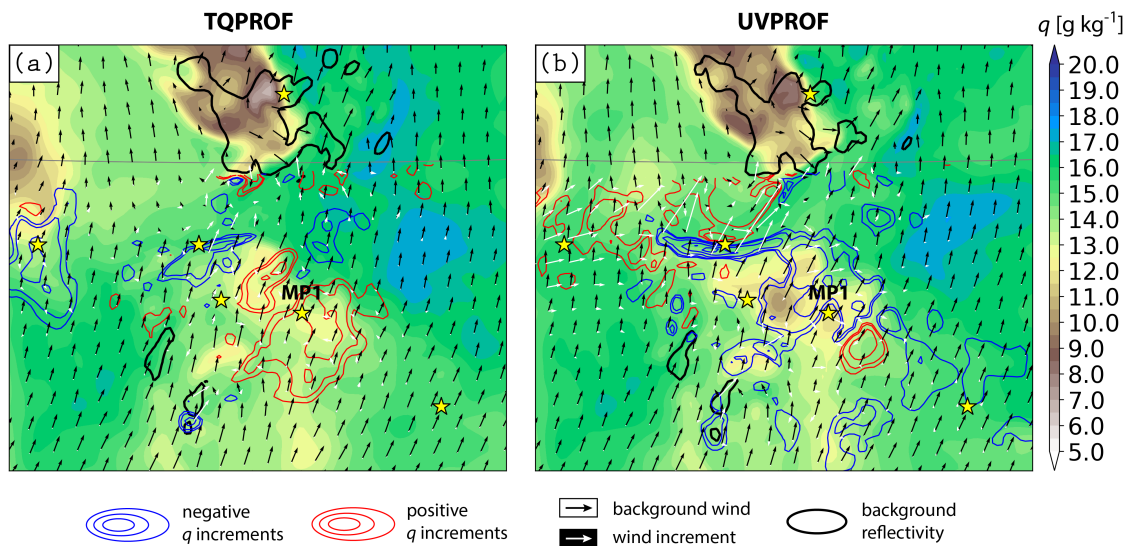 TQPROF
UVPROF
q [g kg⁻¹]
(a)
(b)
MP1
MP1
20.0
19.0
18.0
17.0
16.0
15.0
14.0
13.0
12.0
11.0
10.0
9.0
8.0
7.0
6.0
5.0
negative
q increments
positive
q increments
background wind
wind increment
background
reflectivity